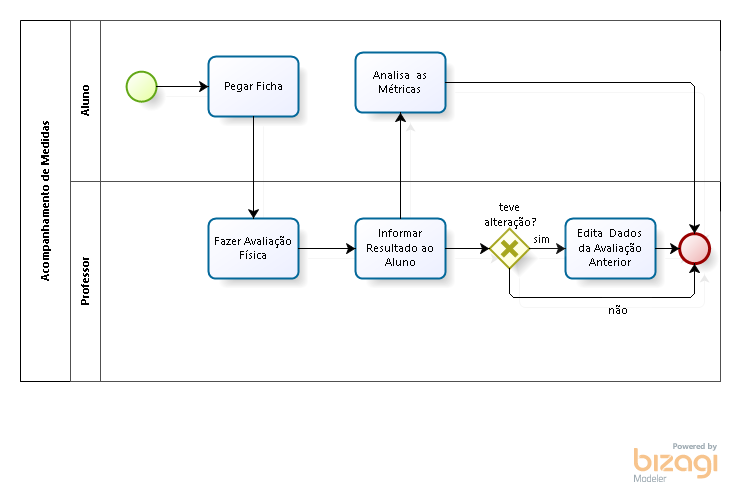 Acompanhamento de Medidas
Aluno
Pegar Ficha
Analisa as
Métricas
Professor
Fazer Avaliação
Física
Informar
Resultado ao
Aluno
teve
alteração?
sim
não
Edita Dados
da Avaliação
Anterior
Powered by
bizagi
Modeler